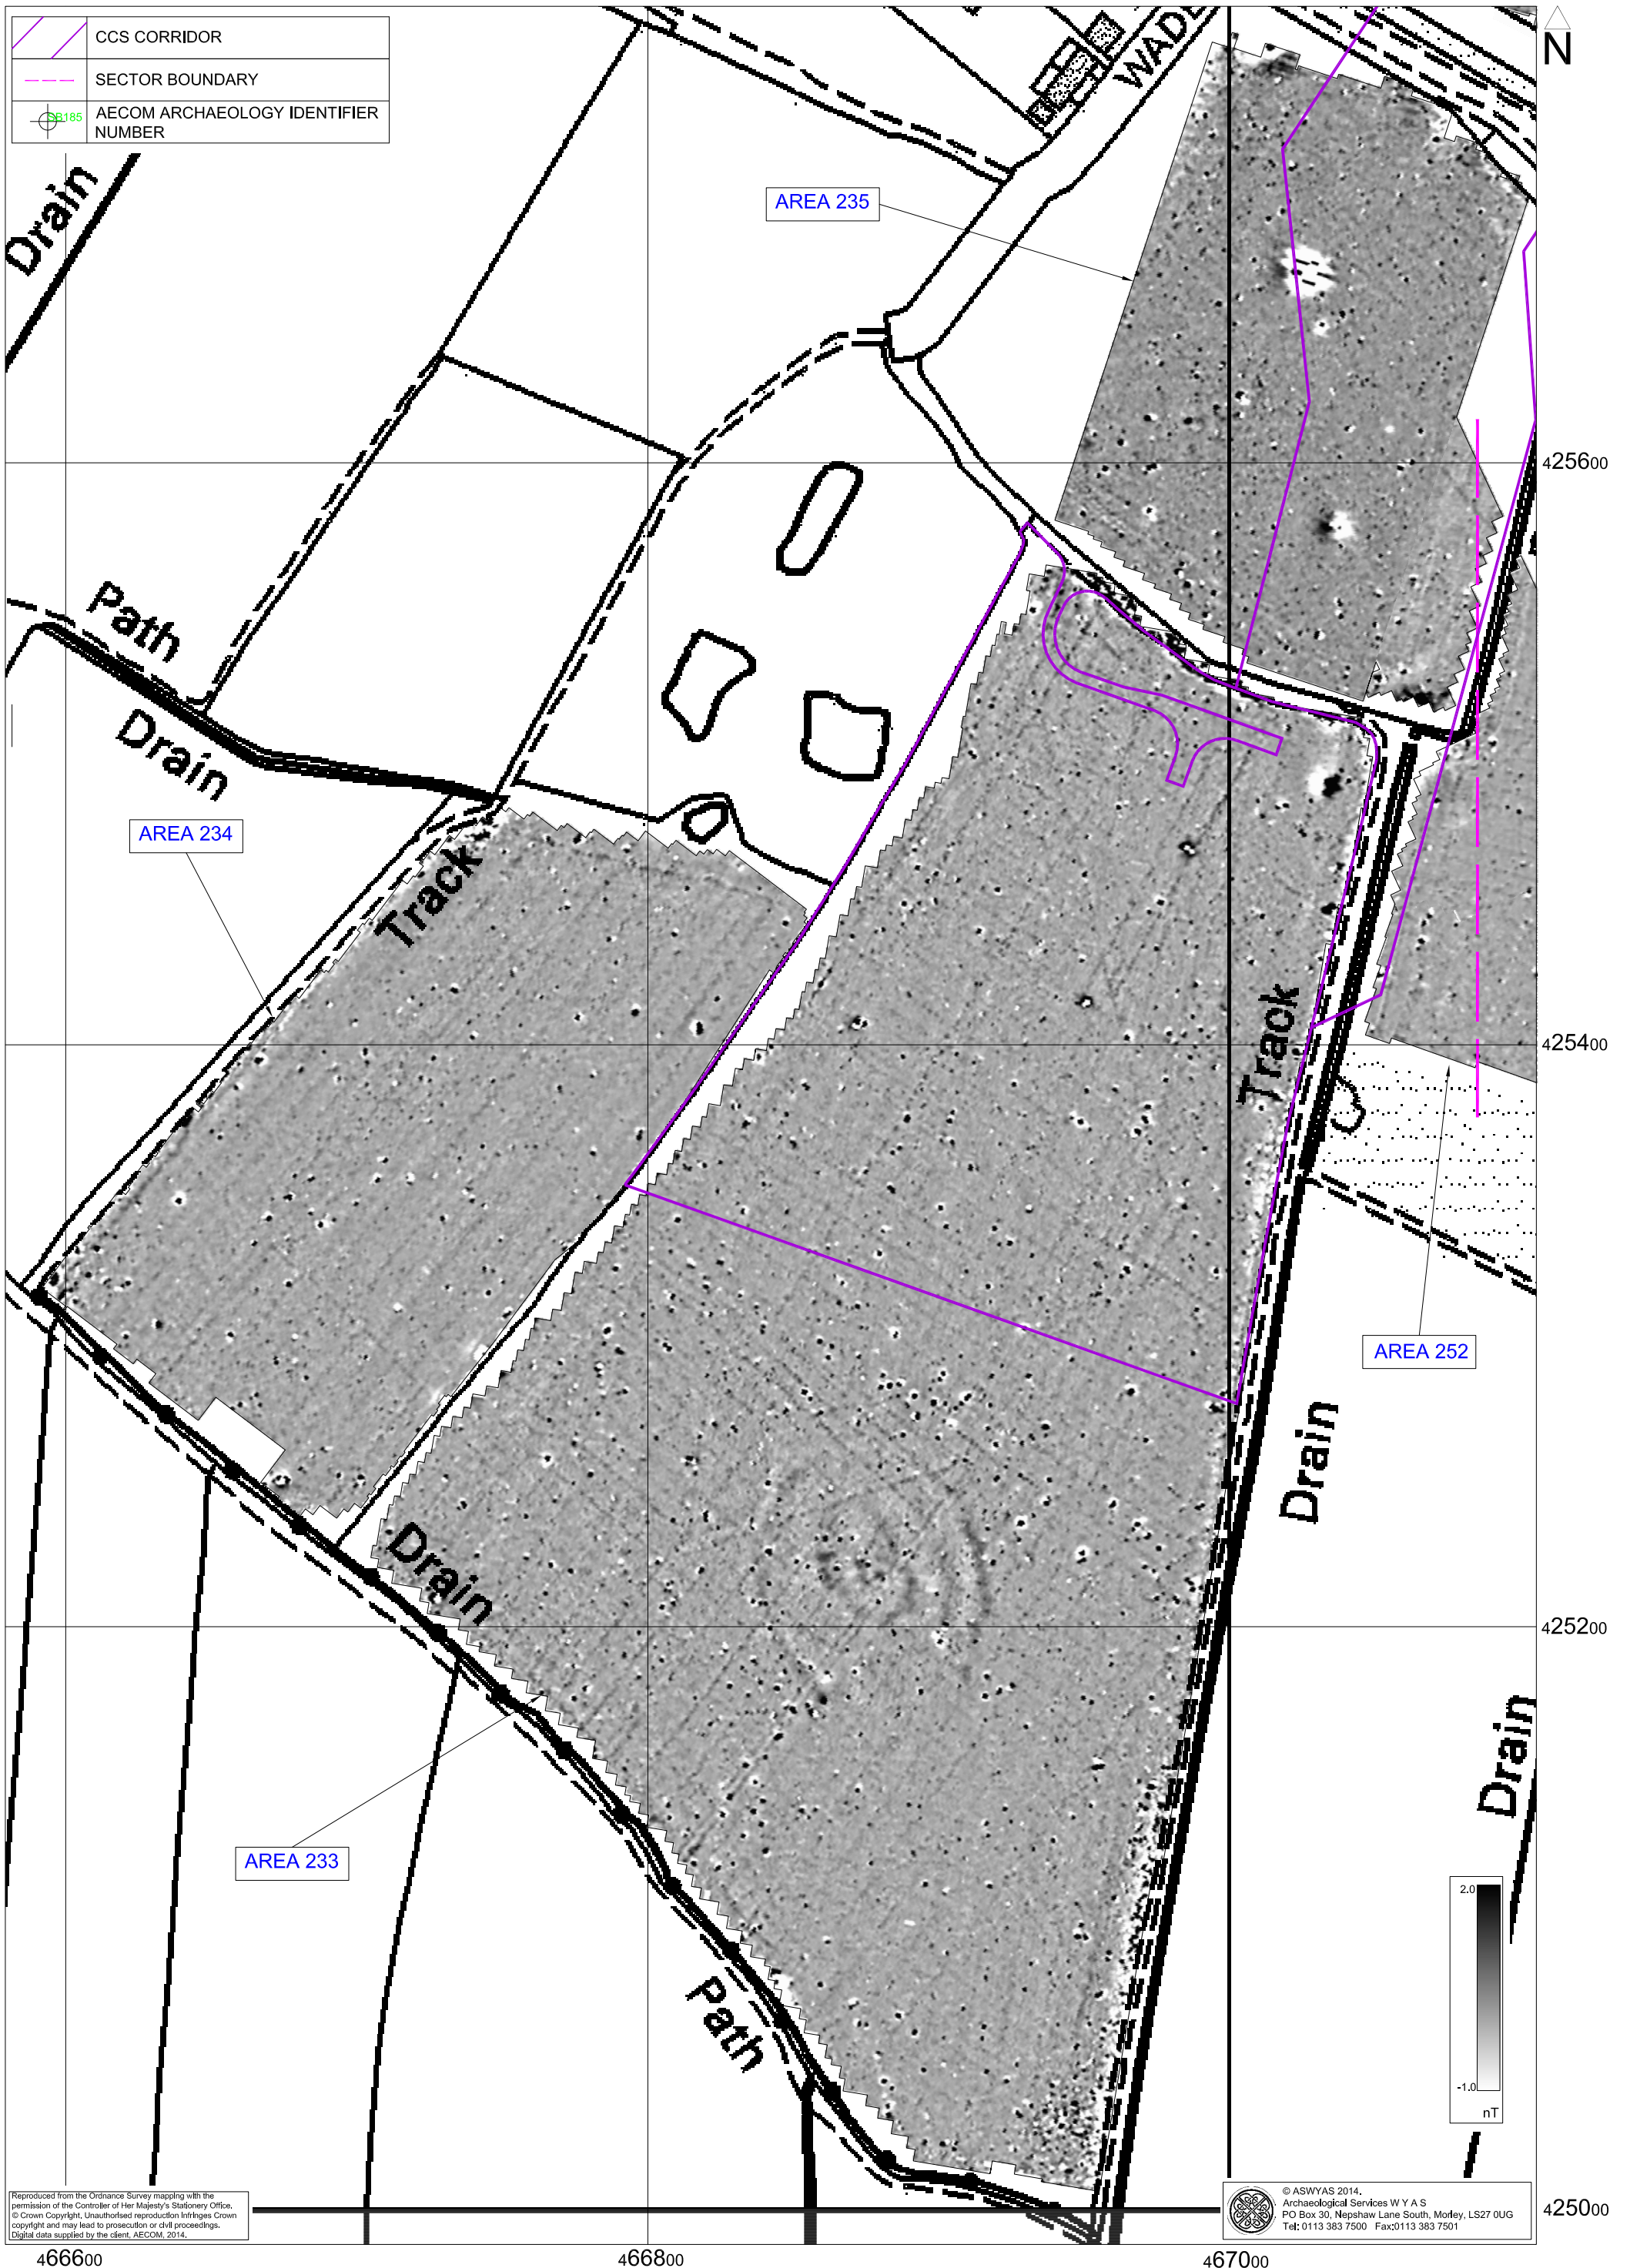 CCS CORRIDOR
SECTOR BOUNDARY
SB185
AECOM ARCHAEOLOGY IDENTIFIER
NUMBER
N
Drain
AREA 235
425600
Path
Drain
AREA 234
Track
Track
425400
AREA 252
Drain
Drain
425200
Drain
AREA 233
Path
2.0
-1.0
nT
Reproduced from the Ordnance Survey mapping with the
permission of the Controller of Her Majesty's Stationery Office.
© Crown Copyright, Unauthorised reproduction infringes Crown
copyright and may lead to prosecution or civil proceedings.
Digital data supplied by the client, AECOM, 2014.
© ASWYAS 2014.
Archaeological Services W Y A S
PO Box 30, Nepshaw Lane South, Morley, LS27 0UG
Tel: 0113 383 7500 Fax:0113 383 7501
425000
466600
466800
467000